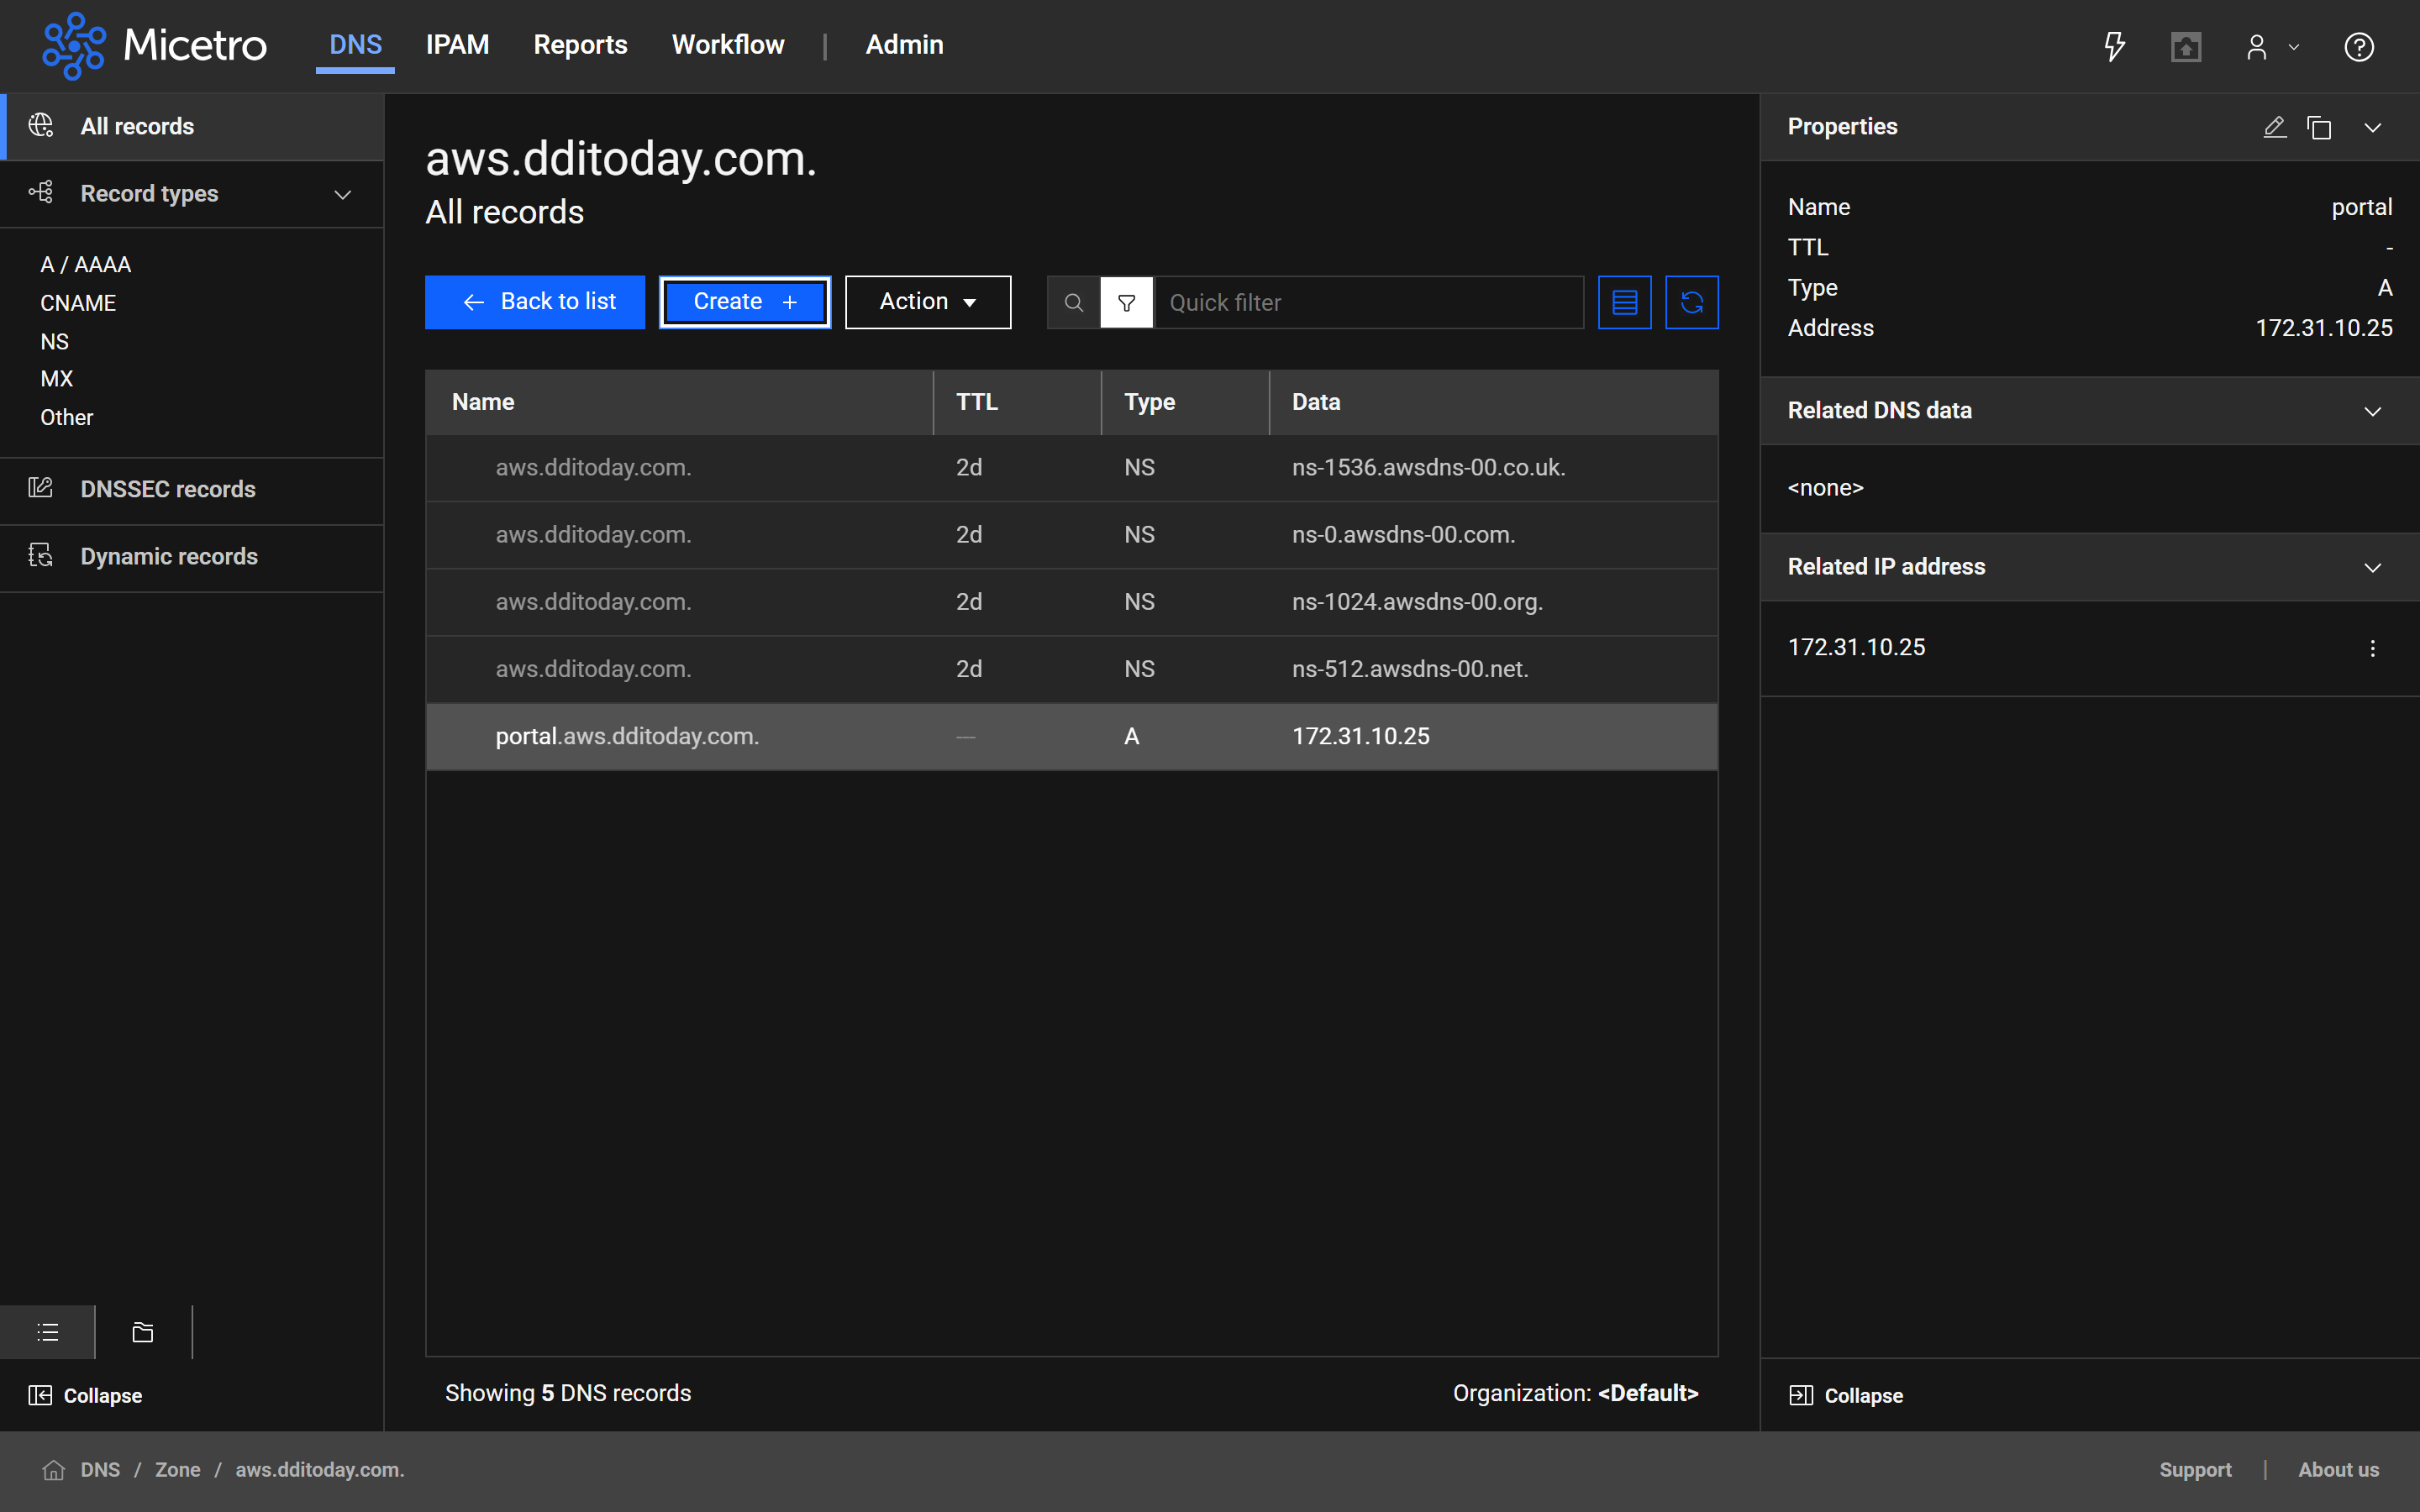 Micetro DNS IPAM Reports Workflow | Admin
All records
Record types
A / AAAA
CNAME
NS
MX
Other
DNSSEC records
Dynamic records
Collapse
aws.dditoday.com.
All records
Back to list Create + Action Quick filter
Name TTL Type Data
aws.dditoday.com. 2d NS ns-1536.awsdns-00.co.uk.
aws.dditoday.com. 2d NS ns-0.awsdns-00.com.
aws.dditoday.com. 2d NS ns-1024.awsdns-00.org.
aws.dditoday.com. 2d NS ns-512.awsdns-00.net.
portal.aws.dditoday.com. — A 172.31.10.25
Showing 5 DNS records Organization: <Default>
Properties
Name portal
TTL -
Type A
Address 172.31.10.25
Related DNS data
<none>
Related IP address
172.31.10.25
Collapse
DNS / Zone / aws.dditoday.com. Support | About us